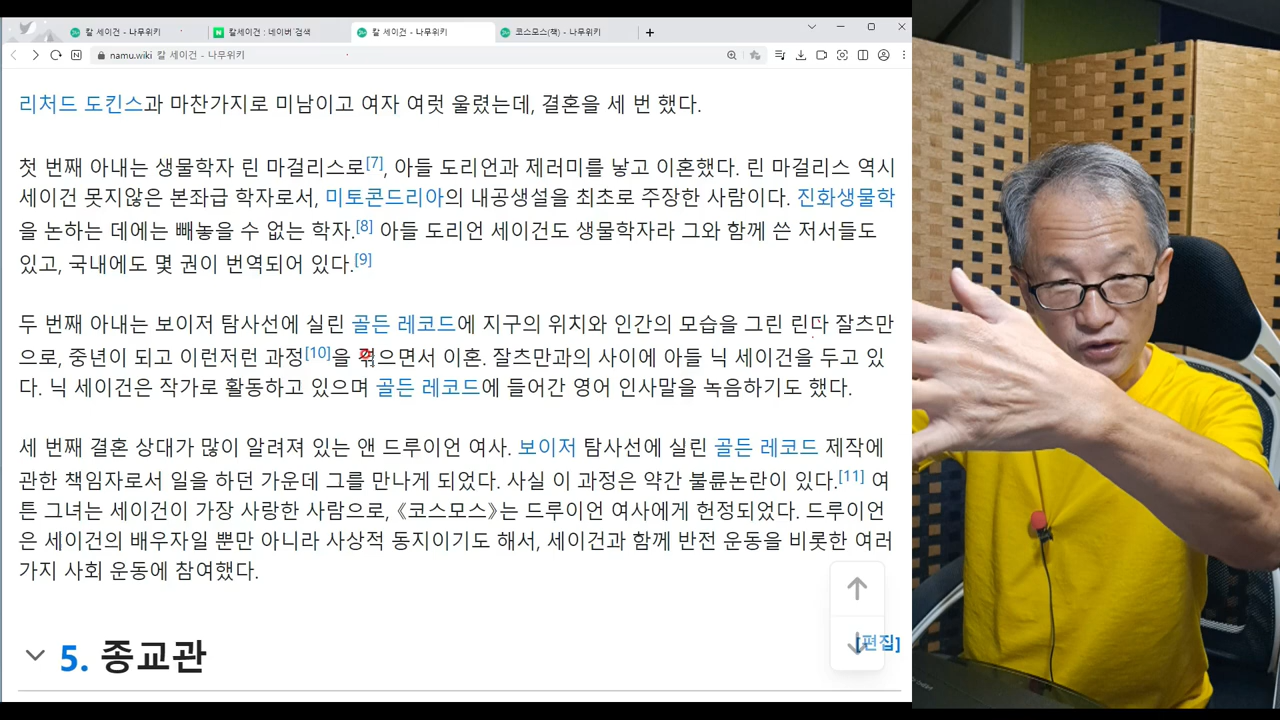 칼 세이건 - 나무위키
칼세이건 : 네이버 검색
칼 세이건 - 나무위키
코스모스(책) - 나무위키
namu.wiki 칼 세이건 - 나무위키
리처드 도킨스과 마찬가지로 미남이고 여자 여럿 울렸는데, 결혼을 세 번 했다.
첫 번째 아내는 생물학자 린 마걸리스로[7], 아들 도리언과 제러미를 낳고 이혼했다. 린 마걸리스 역시
세이건 못지않은 본좌급 학자로서, 미토콘드리아의 내공생설을 최초로 주장한 사람이다. 진화생물학
을 논하는 데에는 빼놓을 수 없는 학자.[8] 아들 도리언 세이건도 생물학자라 그와 함께 쓴 저서들도
있고, 국내에도 몇 권이 번역되어 있다.[9]
두 번째 아내는 보이저 탐사선에 실린 골든 레코드에 지구의 위치와 인간의 모습을 그린 린다 잘츠만
으로, 중년이 되고 이런저런 과정[10]을 겪으면서 이혼. 잘츠만과의 사이에 아들 닉 세이건을 두고 있
다. 닉 세이건은 작가로 활동하고 있으며 골든 레코드에 들어간 영어 인사말을 녹음하기도 했다.
세 번째 결혼 상대가 많이 알려져 있는 앤 드루이언 여사. 보이저 탐사선에 실린 골든 레코드 제작에
관한 책임자로서 일을 하던 가운데 그를 만나게 되었다. 사실 이 과정은 약간 불륜논란이 있다.[11] 여
튼 그녀는 세이건이 가장 사랑한 사람으로, 《코스모스》는 드루이언 여사에게 헌정되었다. 드루이언
은 세이건의 배우자일 뿐만 아니라 사상적 동지이기도 해서, 세이건과 함께 반전 운동을 비롯한 여러
가지 사회 운동에 참여했다.
5. 종교관
[편집]